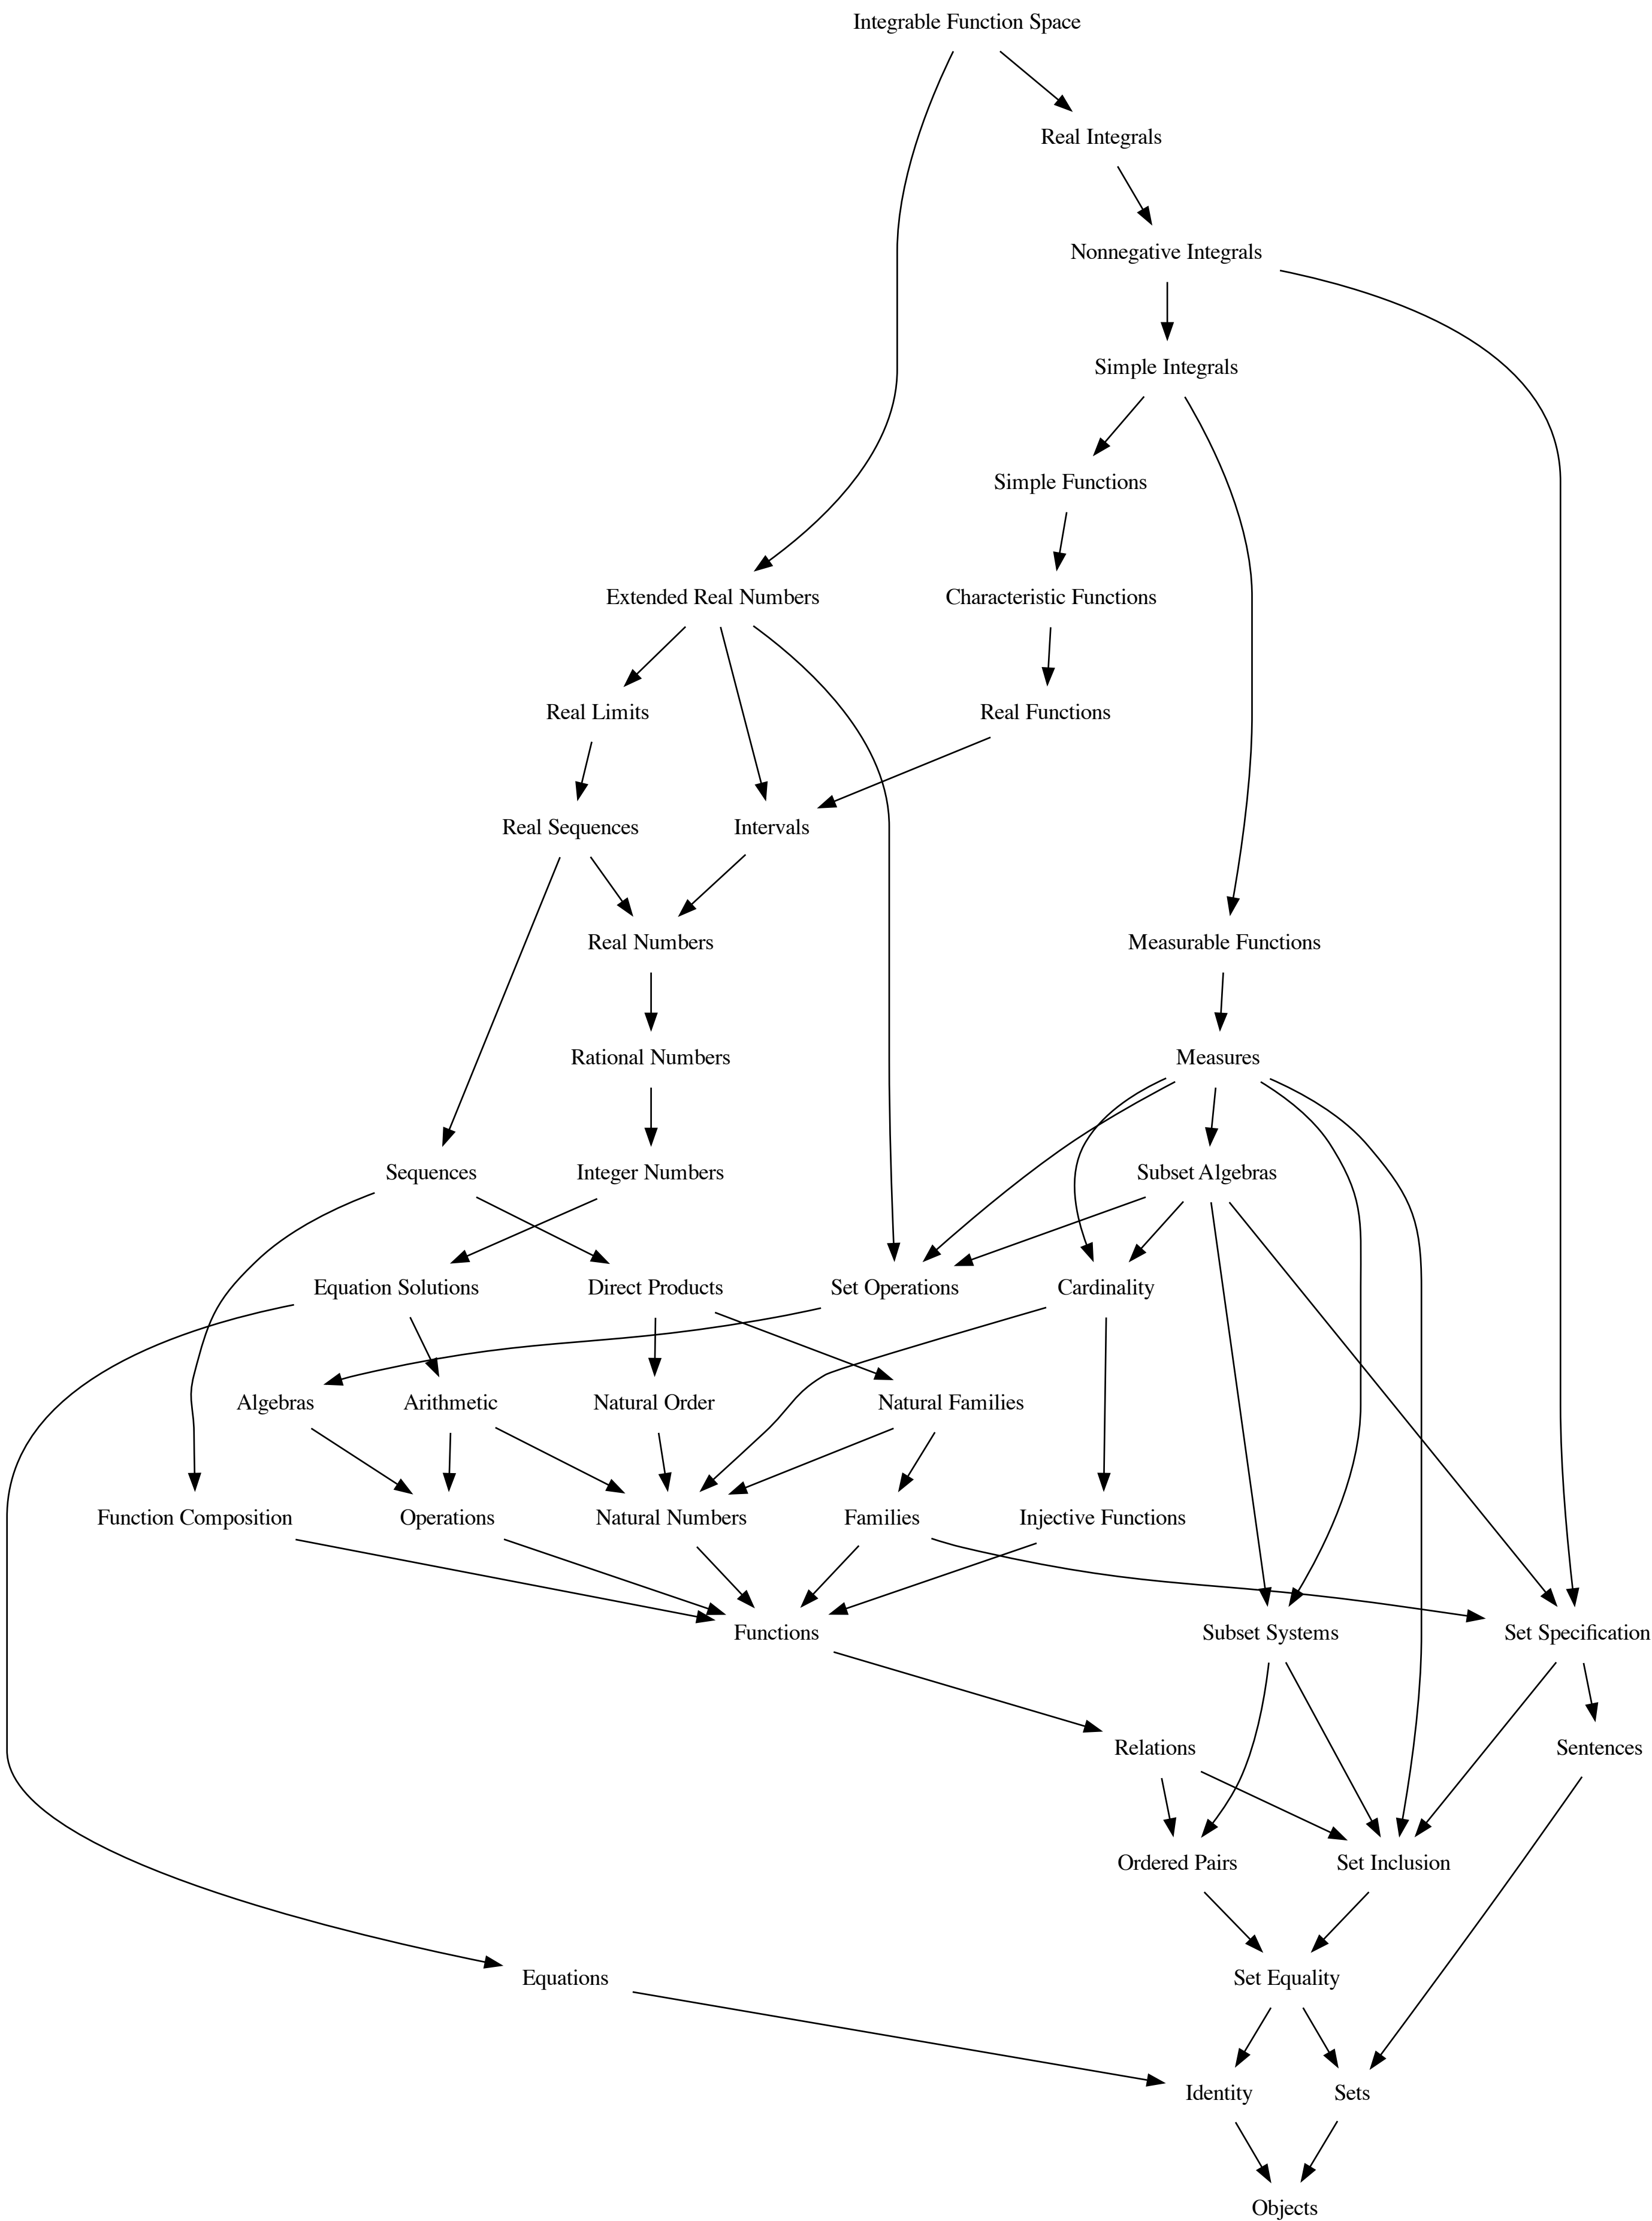 Integrable Function Space
Real Integrals
Nonnegative Integrals
Simple Integrals
Simple Functions
Extended Real Numbers
Characteristic Functions
Real Limits
Real Functions
Real Sequences
Intervals
Real Numbers
Measurable Functions
Rational Numbers
Measures
Sequences
Integer Numbers
Subset Algebras
Equation Solutions
Direct Products
Set Operations
Cardinality
Algebras
Arithmetic
Natural Order
Natural Families
Function Composition
Operations
Natural Numbers
Families
Injective Functions
Functions
Subset Systems
Set Specification
Relations
Sentences
Ordered Pairs
Set Inclusion
Equations
Set Equality
Identity
Sets
Objects